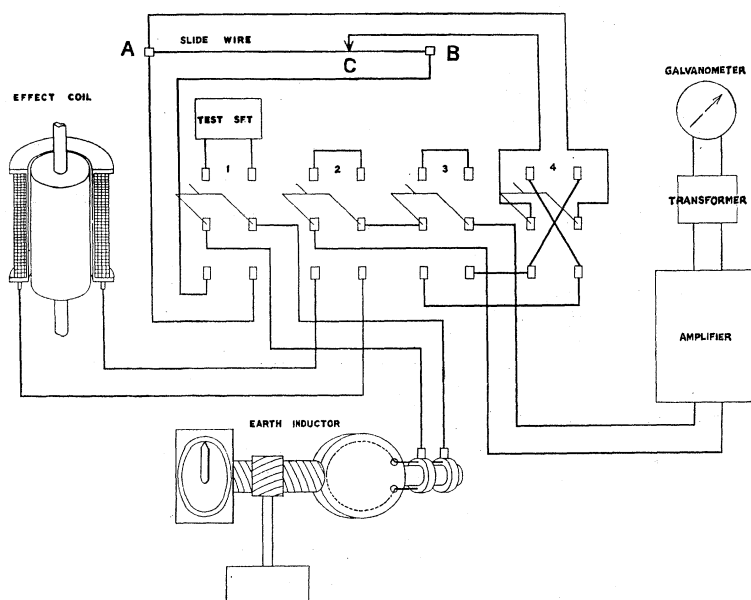 A
SLIDE WIRE
C
B
GALVANOMETER
EFFECT COIL
TEST SET
1
2
3
4
TRANSFORMER
AMPLIFIER
EARTH INDUCTOR